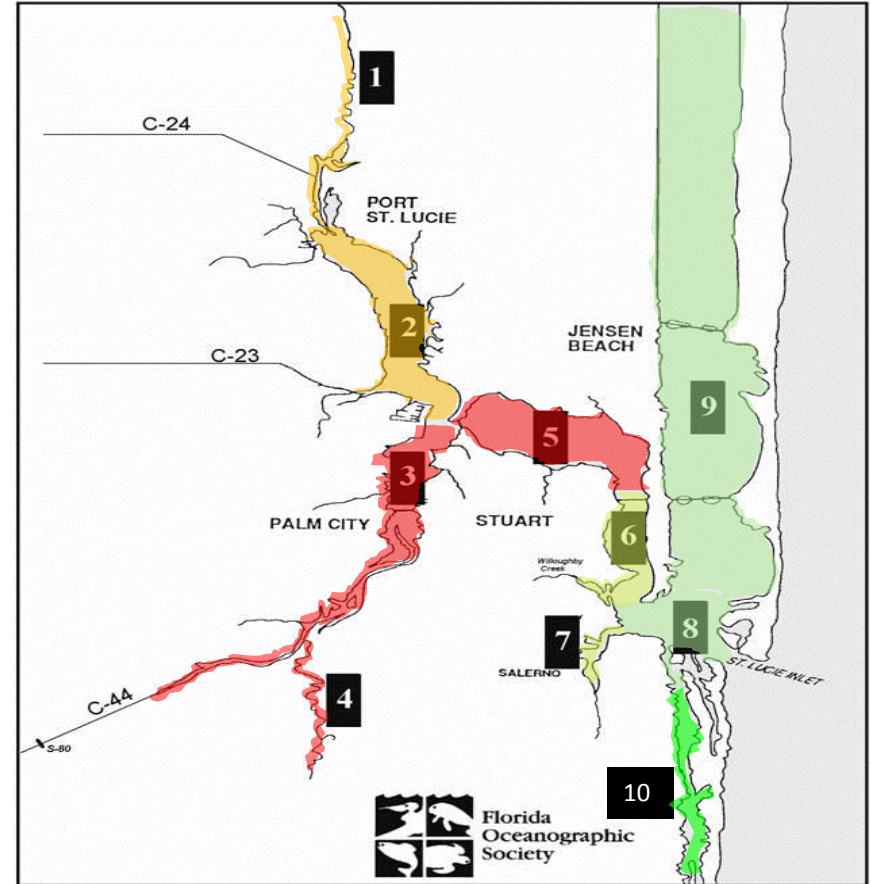 1
C-24
PORT
ST. LUCIE
2
JENSEN
BEACH
C-23
9
5
3
PALM CITY
STUART
6
Willoughby
Creek
7
8
SALERNO
ST. LUCIE INLET
C-44
4
S-80
10
Florida
Oceanographic
Society